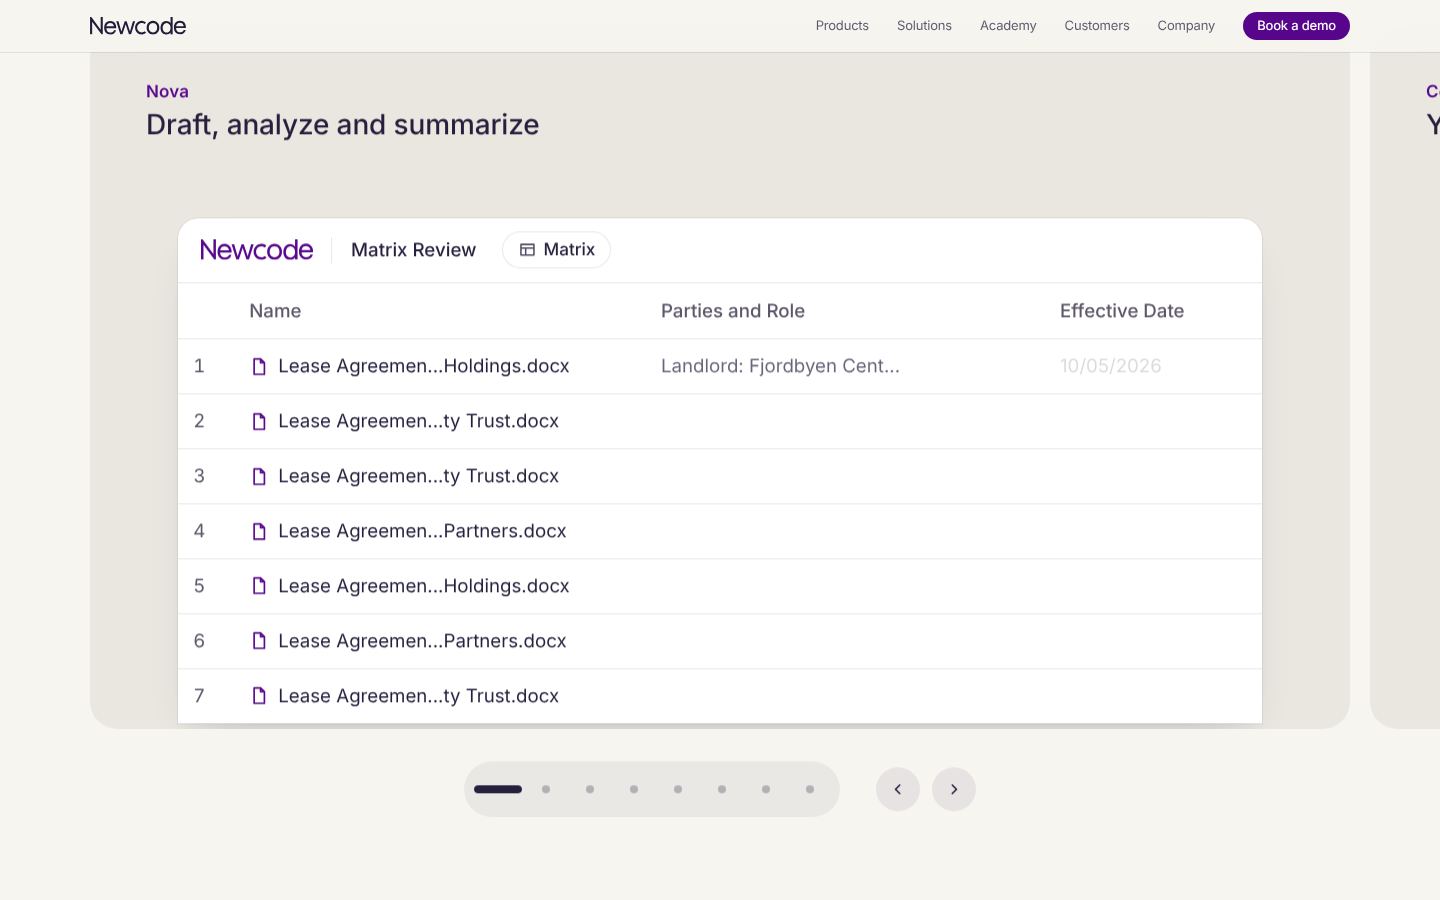 Newcode
Products Solutions Academy Customers Company Book a demo
Nova
Draft, analyze and summarize
C
Y
Newcode Matrix Review Matrix
Name Parties and Role Effective Date
1 Lease Agreemen...Holdings.docx Landlord: Fjordbyen Cent... 10/05/2026
2 Lease Agreemen...ty Trust.docx
3 Lease Agreemen...ty Trust.docx
4 Lease Agreemen...Partners.docx
5 Lease Agreemen...Holdings.docx
6 Lease Agreemen...Partners.docx
7 Lease Agreemen...ty Trust.docx